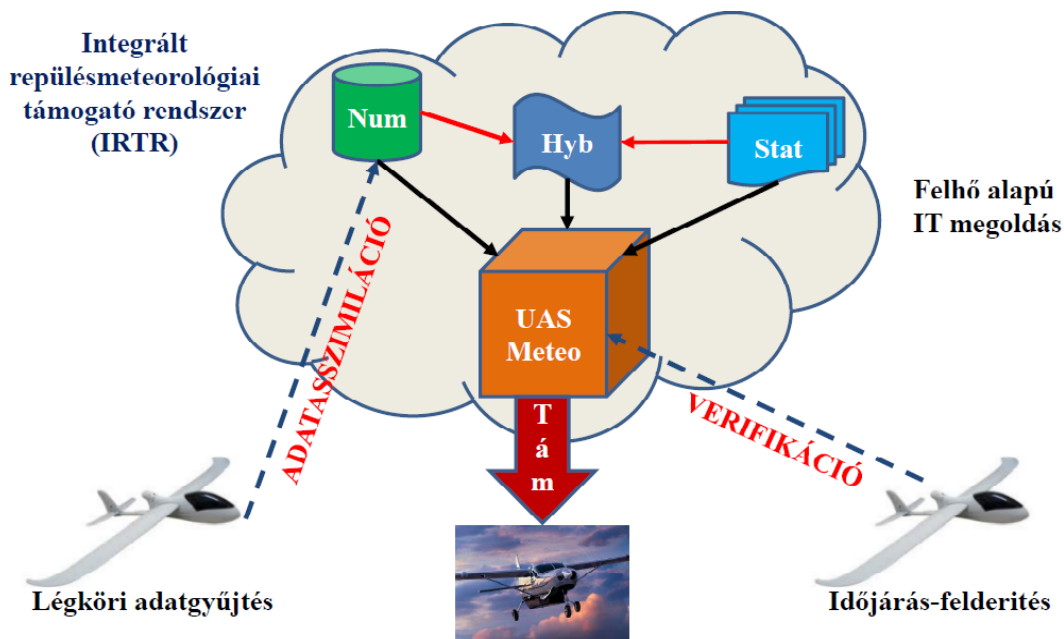 Integrált
repülésmeteorológiai
támogató rendszer
(IRTR)
Num
Hyb
Stat
Felhő alapú
IT megoldás
UAS
Meteo
ADATASSZIMILÁCIÓ
VERIFIKÁCIÓ
T
á
m
Légköri adatgyűjtés
Időjárás-felderités